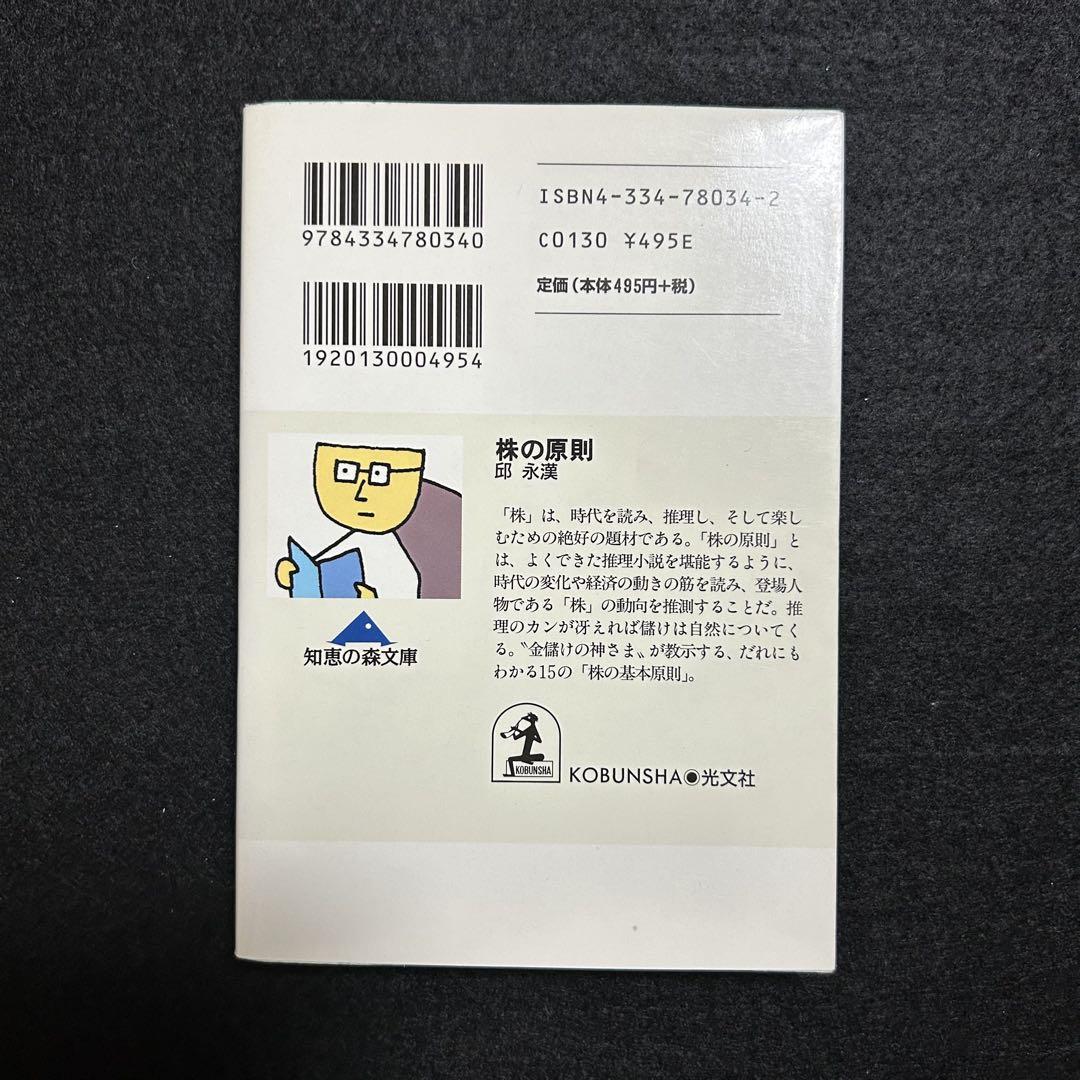 9784334780340
1920130004954
ISBN4-334-78034-2
C0130 ¥495E
定価(本体495円+税)
知恵の森文庫
株の原則
邱 永漢
「株」は、時代を読み、推理し、そして楽し
むための絶好の題材である。「株の原則」と
は、よくできた推理小説を堪能するように、
時代の変化や経済の動きの筋を読み、登場人
物である「株」の動向を推測することだ。推
理のカンが冴えれば儲けは自然についてく
る。〝金儲けの神さま〟が教示する、だれにも
わかる15の「株の基本原則」。
KOBUNSHA
KOBUNSHA◉光文社